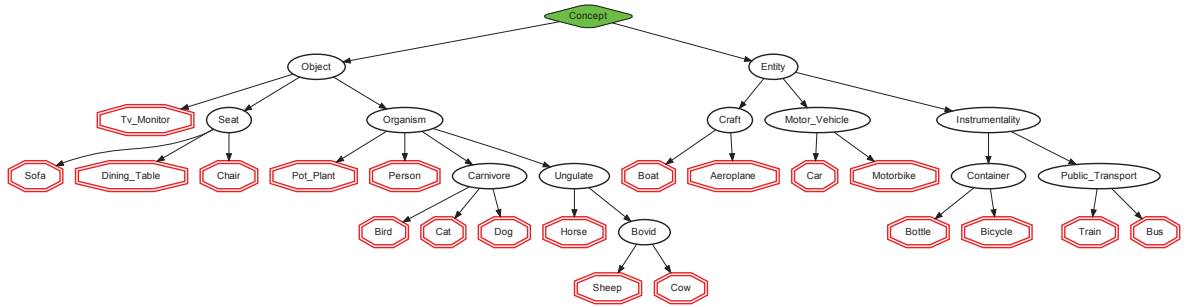 Concept
Object
Entity
Tv_Monitor
Seat
Organism
Craft
Motor_Vehicle
Instrumentality
Sofa
Dining_Table
Chair
Pot_Plant
Person
Carnivore
Ungulate
Boat
Aeroplane
Car
Motorbike
Container
Public_Transport
Bird
Cat
Dog
Horse
Bovid
Bottle
Bicycle
Train
Bus
Sheep
Cow